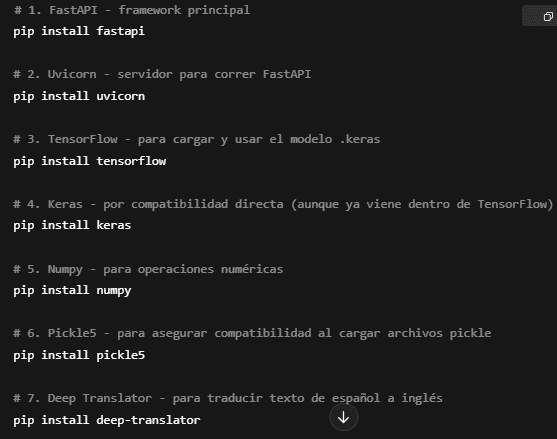 # 1. FastAPI - framework principal
pip install fastapi
# 2. Uvicorn - servidor para correr FastAPI
pip install uvicorn
# 3. TensorFlow - para cargar y usar el modelo .keras
pip install tensorflow
# 4. Keras - por compatibilidad directa (aunque ya viene dentro de TensorFlow)
pip install keras
# 5. Numpy - para operaciones numéricas
pip install numpy
# 6. Pickle5 - para asegurar compatibilidad al cargar archivos pickle
pip install pickle5
# 7. Deep Translator - para traducir texto de español a inglés
pip install deep-translator